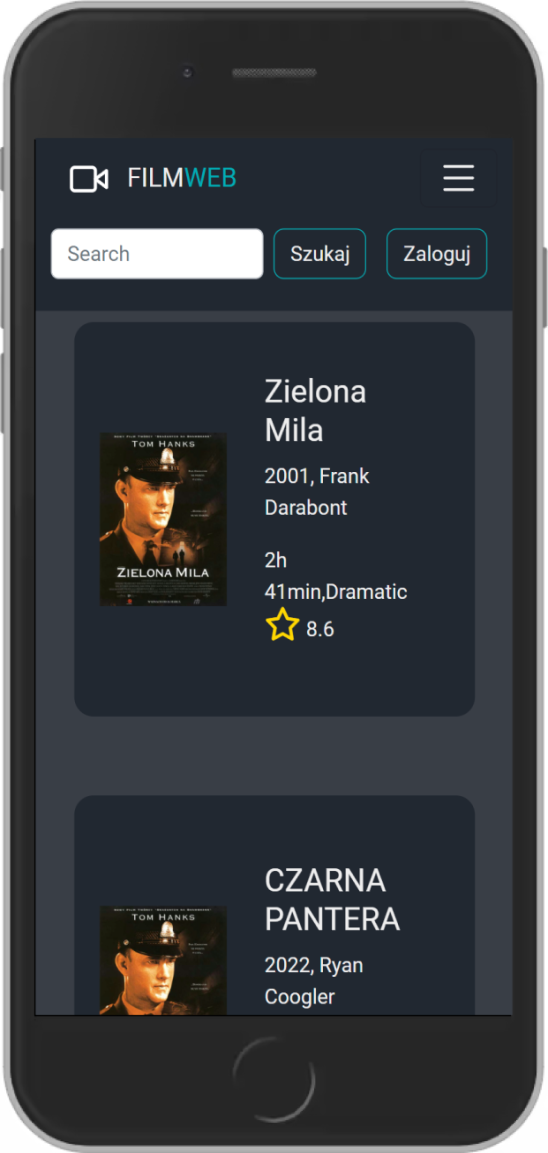 FILMWEB
Search
Szukaj
Zaloguj
TOM HANKS
ZIELONA MILA
Zielona
Mila
2001, Frank
Darabont
2h
41min,Dramatic
8.6
TOM HANKS
CZARNA
PANTERA
2022, Ryan
Coogler